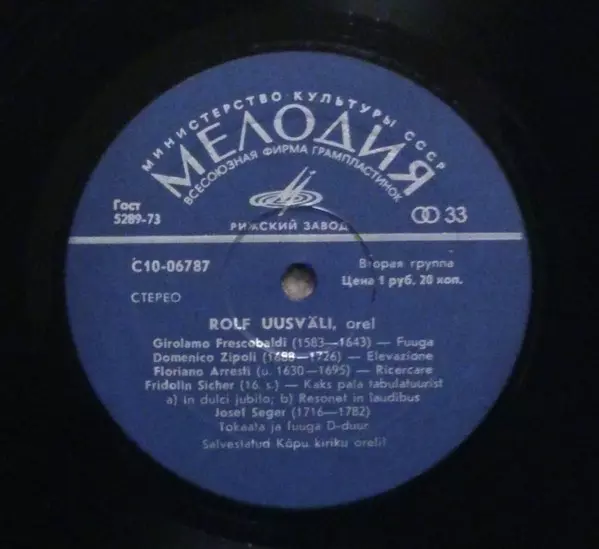 МИНИСТЕРСТВО КУЛЬТУРЫ СССР
МЕЛОДИЯ
ВСЕСОЮЗНАЯ ФИРМА ГРАМПЛАСТИНОК
Гост
5289-73
33
РИЖСКИЙ ЗАВОД
С10-06787
Вторая группа
Цена 1 руб. 20 коп.
СТЕРЕО
ROLF UUSVÄLI, orel
Girolamo Frescobaldi (1583—1643) — Fuuga
Domenico Zipoli (1688—1726) — Elevazione
Floriano Arresti (u. 1630—1695) — Ricercare
Fridolin Sicher (16. s.) — Kaks pala tabulatuurist
a) in dulci jubilo; b) Resonet in laudibus
Josef Seger (1716—1782)
Tokaata ja fuuga D-duur
Salvestatud Käpu kiriku orelil